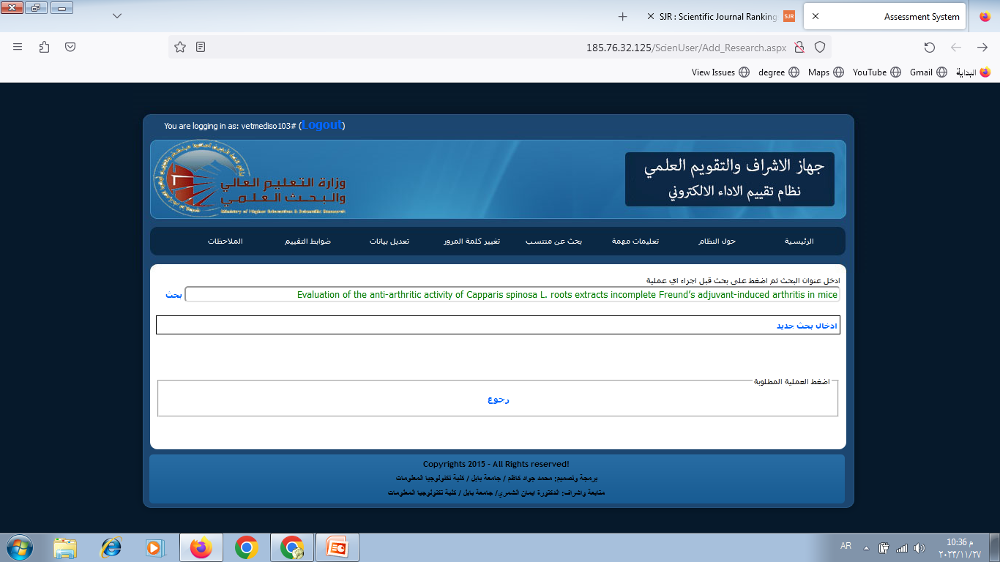 Assessment System
SJR : Scientific Journal Ranking
185.76.32.125/ScienUser/Add_Research.aspx
البداية
Gmail
YouTube
Maps
degree
View Issues
You are logging in as: vetmediso103# (Logout)
جهاز الاشراف والتقويم العلمي
نظام تقييم الاداء الالكتروني
وزارة التعليم العالي
والبحث العلمي
Ministry of Higher Education & Scientific Research
الرئيسية
حول النظام
تعليمات مهمة
بحث عن منتسب
تغيير كلمة المرور
تعديل بيانات
ضوابط التقييم
الملاحظات
ادخل عنوان البحث ثم اضغط على بحث قبل اجراء اي عملية
Evaluation of the anti-arthritic activity of Capparis spinosa L. roots extracts incomplete Freund’s adjuvant-induced arthritis in mice
بحث
ادخال بحث جديد
اضغط العملية المطلوبة
رجوع
Copyrights 2015 - All Rights reserved!
برمجة وتصميم: محمد جواد كاظم / جامعة بابل / كلية تكنولوجيا المعلومات
متابعة واشراف: الدكتورة ايمان الشمري/ جامعة بابل / كلية تكنولوجيا المعلومات
AR
10:36 م
٢٠٢٣/١١/٢٧